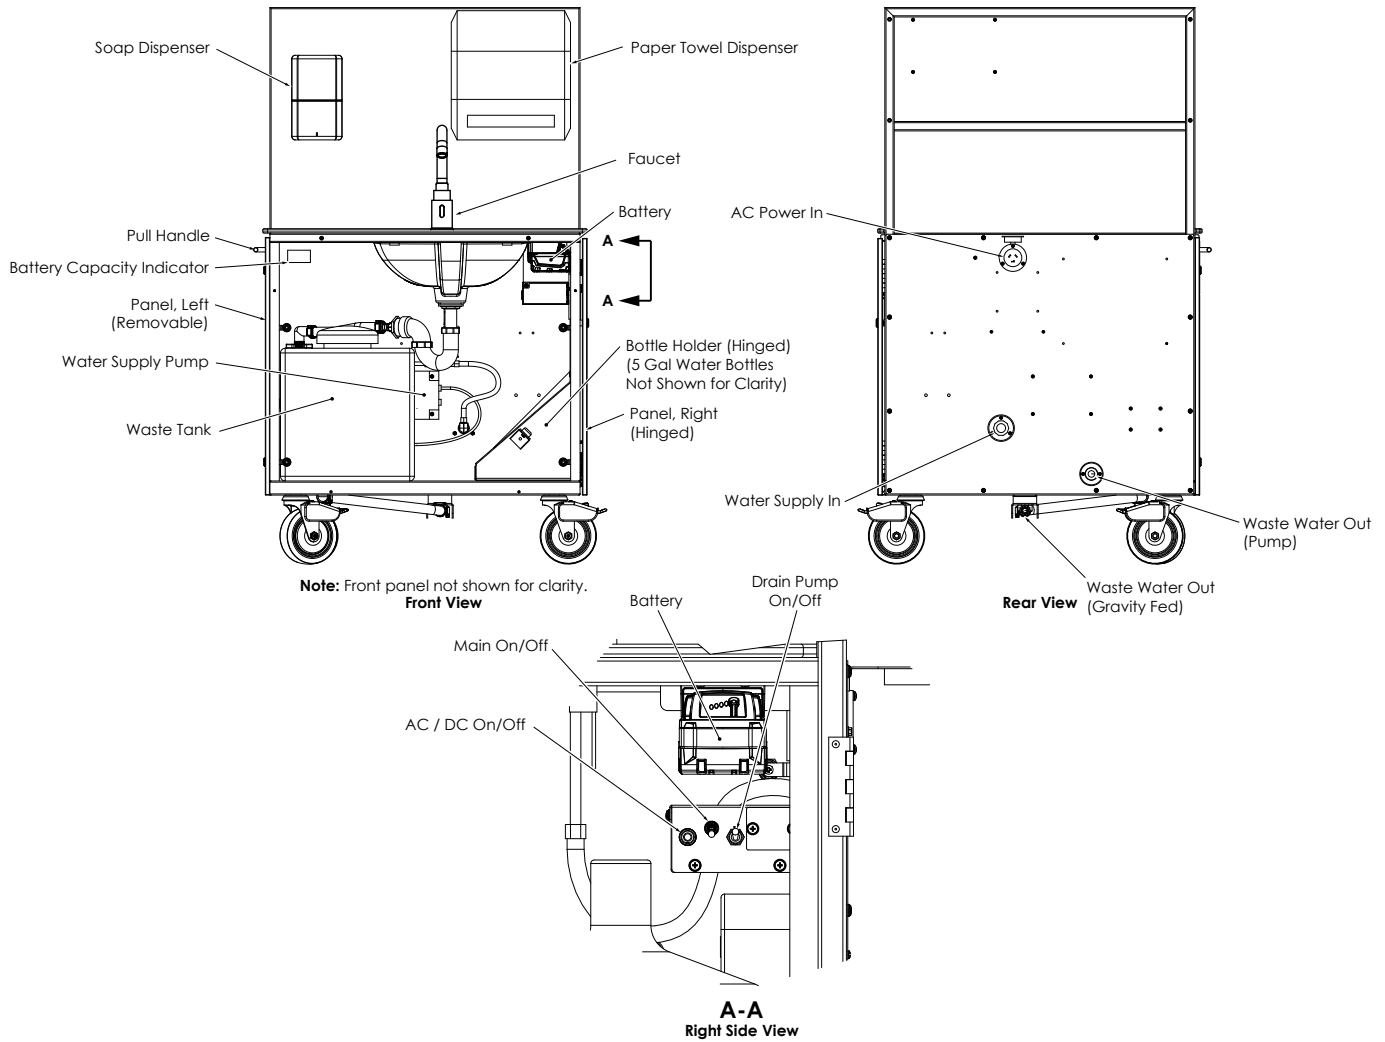 Soap Dispenser
Paper Towel Dispenser
Faucet
Battery
Pull Handle
Battery Capacity Indicator
Panel, Left
(Removable)
Water Supply Pump
Waste Tank
A
A
Bottle Holder (Hinged)
(5 Gal Water Bottles
Not Shown for Clarity)
Panel, Right
(Hinged)
Note: Front panel not shown for clarity.
Front View
AC Power In
Water Supply In
Waste Water Out
(Pump)
Waste Water Out
(Gravity Fed)
Rear View
Drain Pump
On/Off
Battery
Main On/Off
AC / DC On/Off
A-A
Right Side View